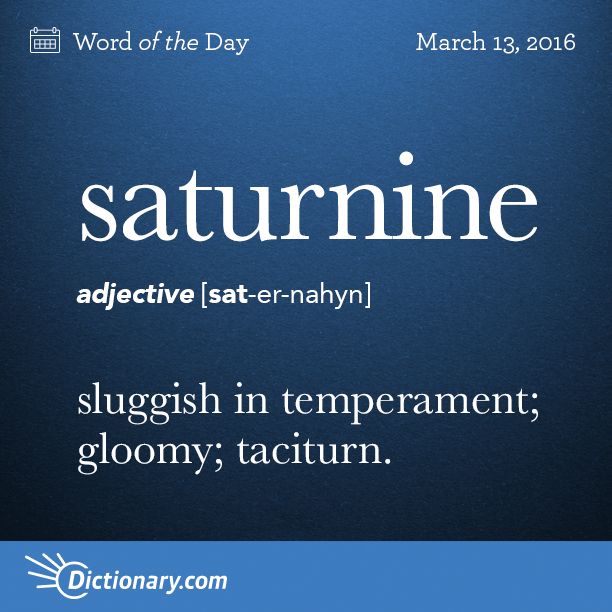 Word of the Day
March 13, 2016
saturnine
adjective [sat-er-nahyn]
sluggish in temperament;
gloomy; taciturn.
Dictionary.com